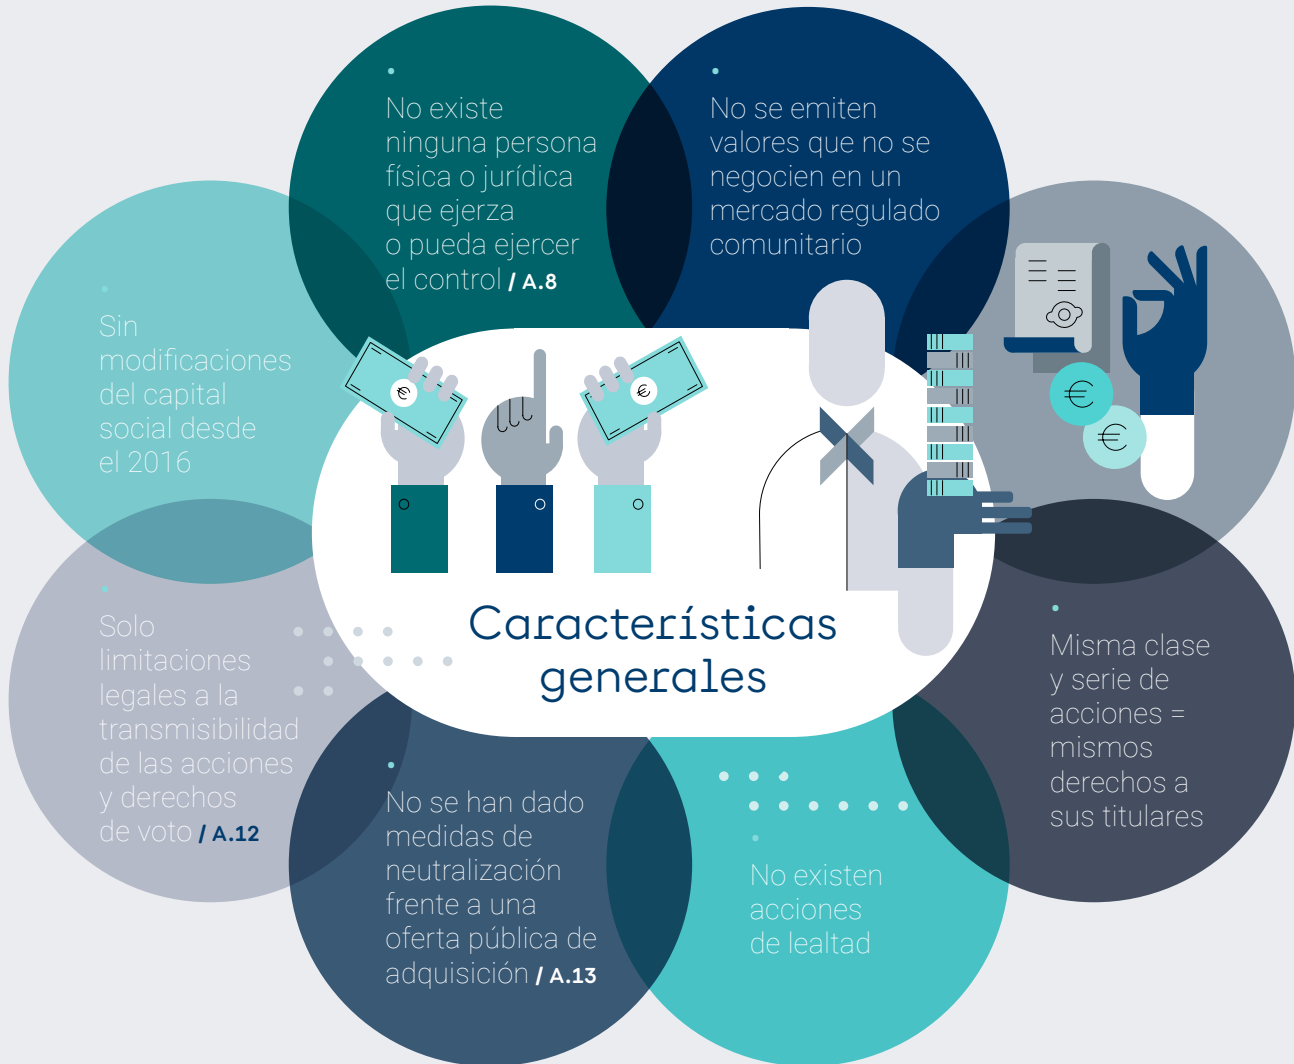 No existe
ninguna persona
física o jurídica
que ejerza
o pueda ejercer
el control / A.8
No se emiten
valores que no se
negocien en un
mercado regulado
comunitario
Sin
modificaciones
del capital
social desde
el 2016
€
€
€
€
Características
generales
Solo
limitaciones
legales a la
transmisibilidad
de las acciones
y derechos
de voto / A.12
Misma clase
y serie de
acciones =
mismos
derechos a
sus titulares
No se han dado
medidas de
neutralización
frente a una
oferta pública de
adquisición / A.13
No existen
acciones
de lealtad